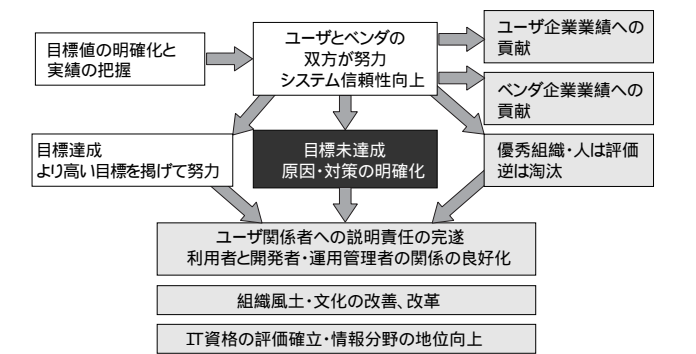 目標値の明確化と
実績の把握
ユーザとベンダの
双方が努力
システム信頼性向上
ユーザ企業業績への
貢献
ベンダ企業業績への
貢献
目標達成
より高い目標を掲げて努力
目標未達成
原因・対策の明確化
優秀組織・人は評価
逆は淘汰
ユーザ関係者への説明責任の完遂
利用者と開発者・運用管理者の関係の良好化
組織風土・文化の改善、改革
IT資格の評価確立・情報分野の地位向上